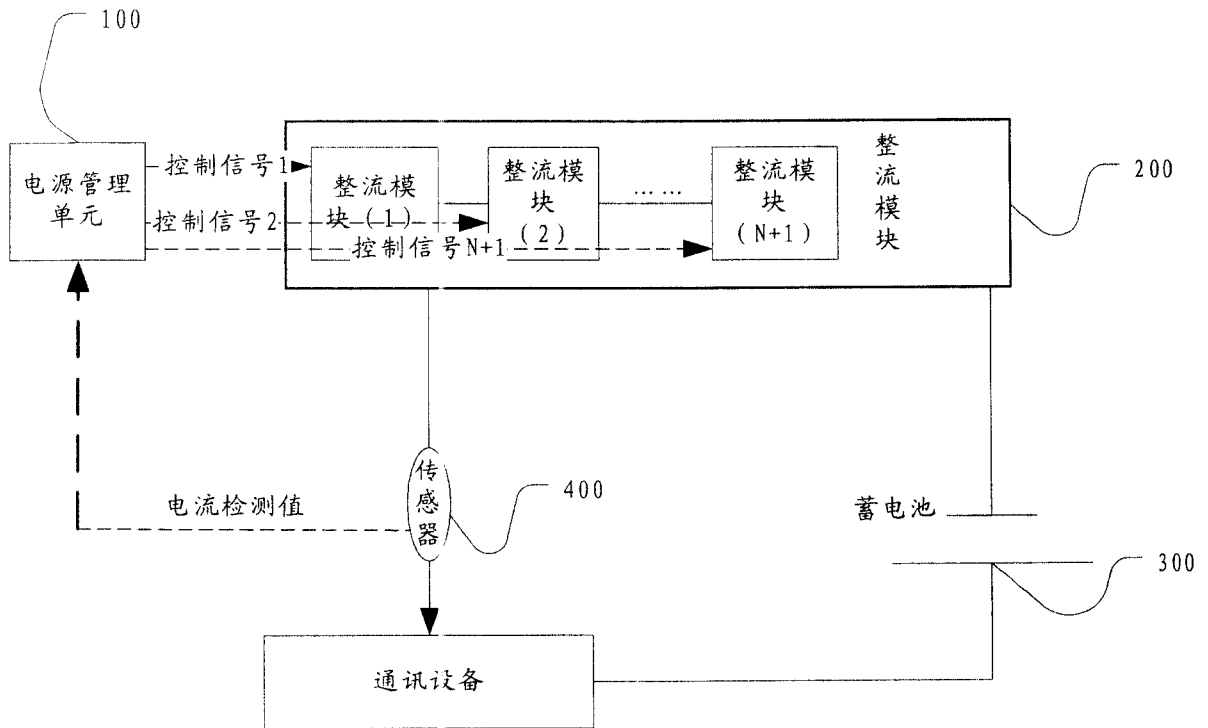 100
电源管理
单元
控制信号1
控制信号2
控制信号N+1
整流模
块(1)
整流模
块
(2)
... ...
整流模
块
(N+1)
整
流
模
块
200
传
感
器
400
电流检测值
蓄电池
300
通讯设备